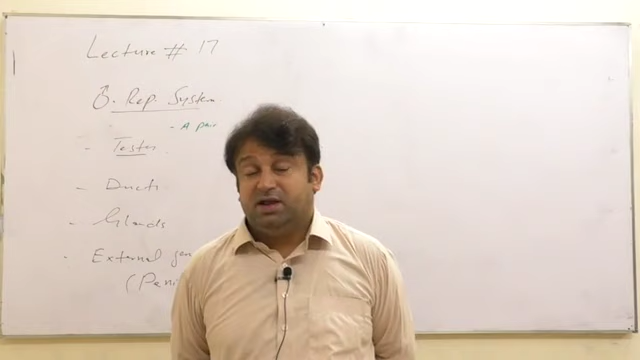 Lecture # 17
♂. Rep. System
- A pair
- Testes
- Ducts
- Glands
- External gen
(Peni